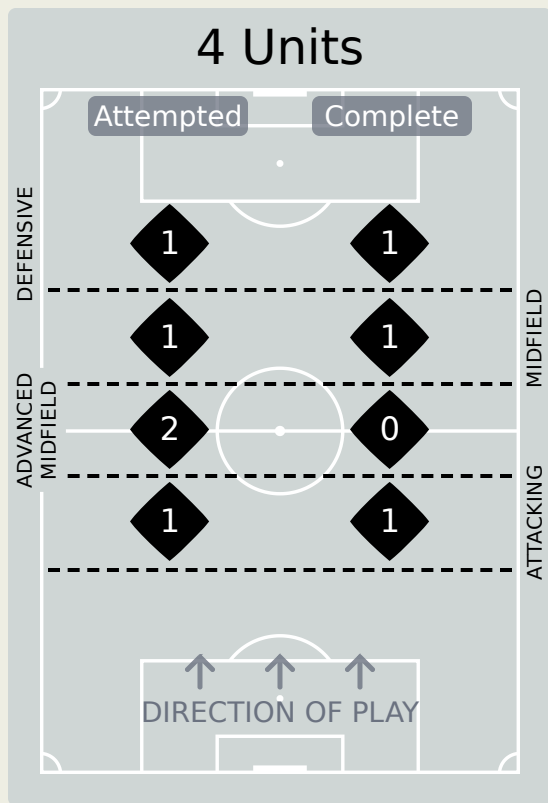 4 Units
Attempted
Complete
DEFENSIVE
1
1
MIDFIELD
1
1
ADVANCED
MIDFIELD
2
0
ATTACKING
1
1
DIRECTION OF PLAY